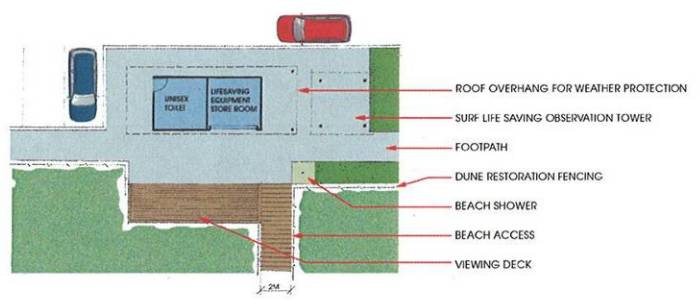 UNISEX
TOILET
LIFESAVING
EQUIPMENT
STORE ROOM
ROOF OVERHANG FOR WEATHER PROTECTION
SURF LIFE SAVING OBSERVATION TOWER
FOOTPATH
DUNE RESTORATION FENCING
BEACH SHOWER
BEACH ACCESS
VIEWING DECK
2M